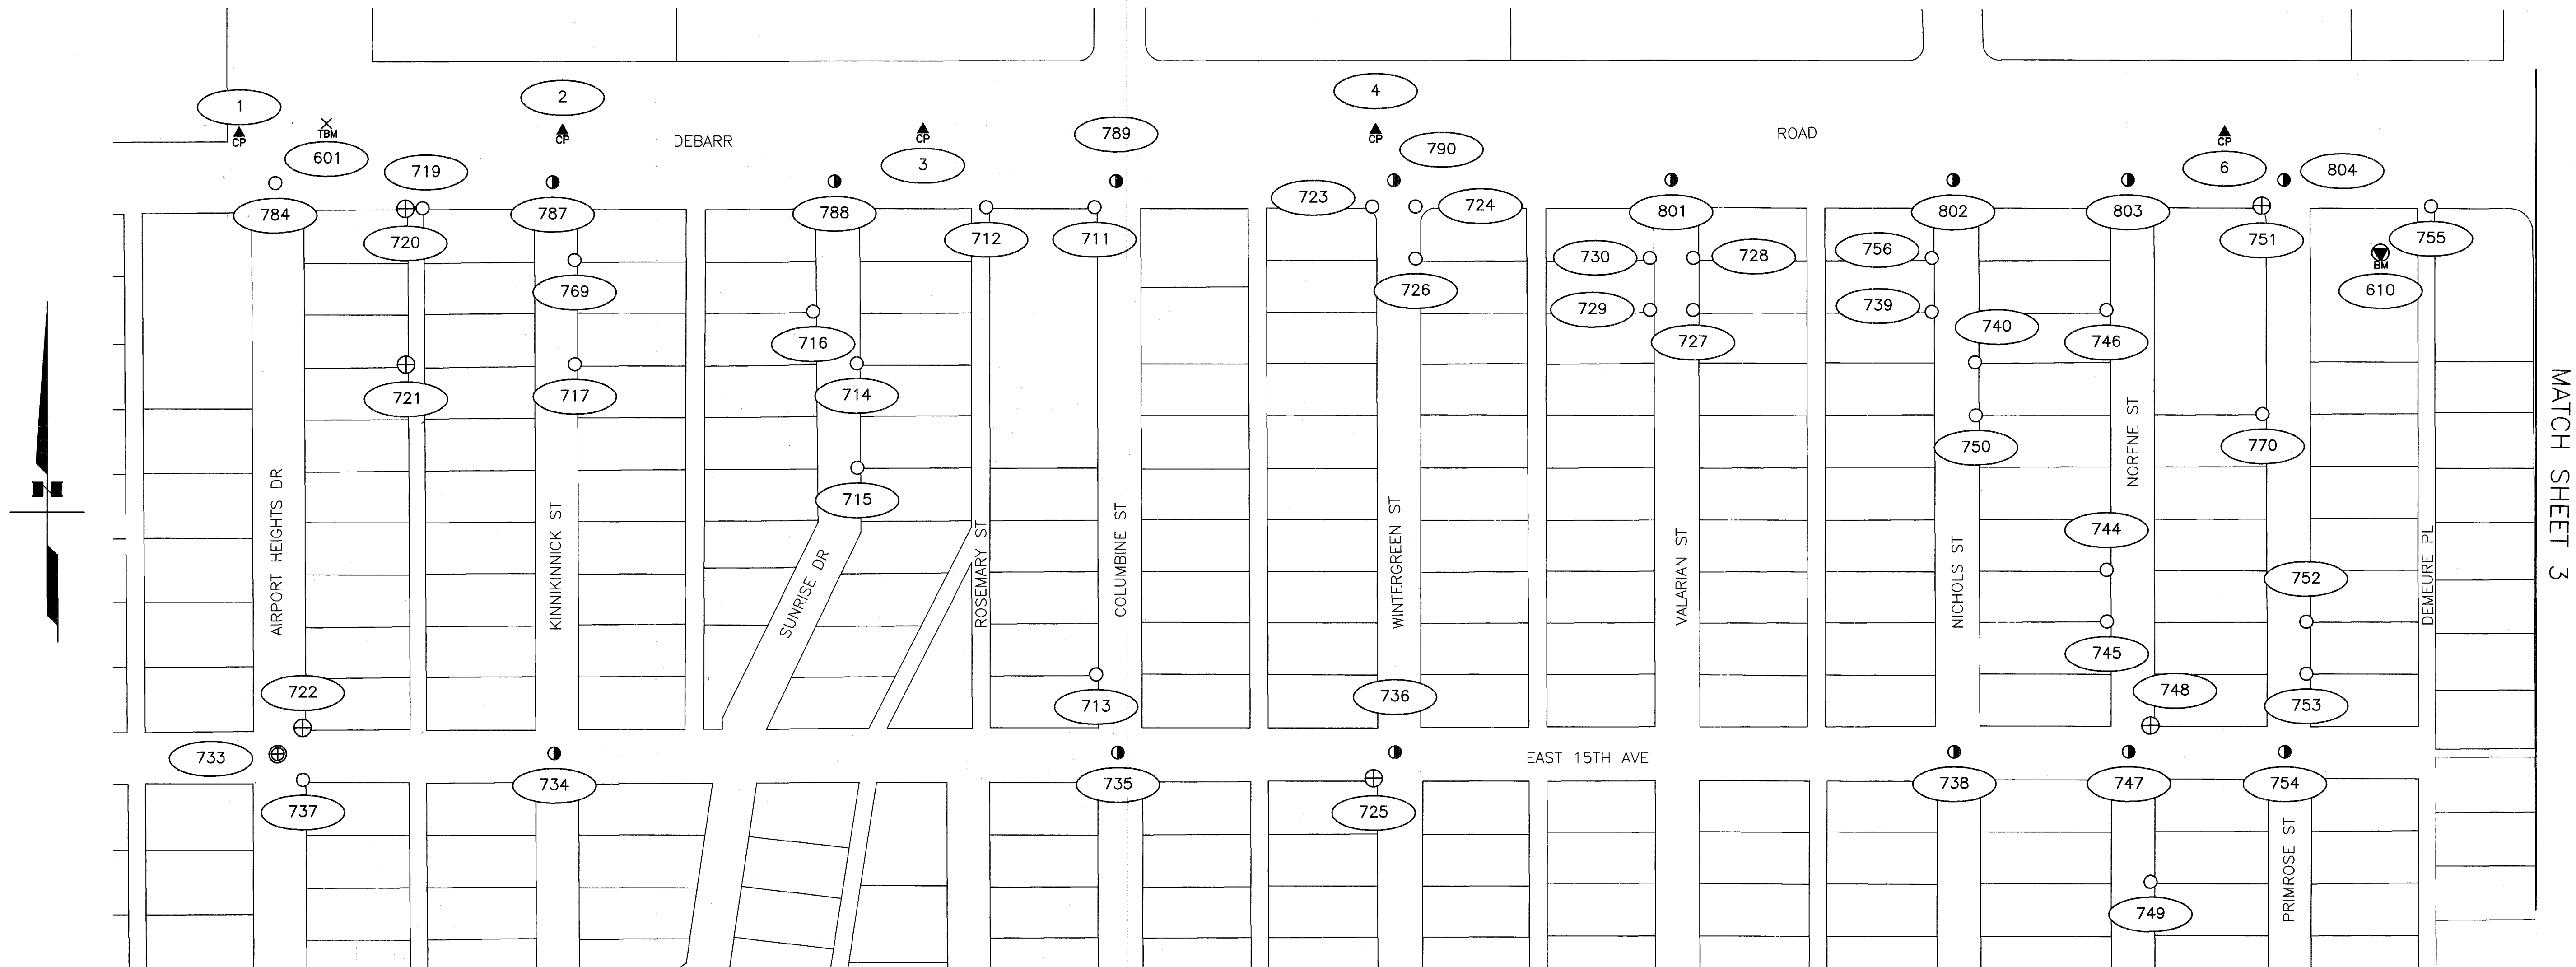 1
2
4
CP
TBM
CP
CP
CP
CP
DEBARR
ROAD
789
790
601
3
6
804
719
723
724
784
787
788
801
802
803
720
712
711
751
755
730
728
756
BM
769
726
610
729
739
740
716
727
746
721
717
714
750
770
715
744
752
745
722
713
736
748
753
AIRPORT HEIGHTS DR
KINNIKINNICK ST
SUNRISE DR
ROSEMARY ST
COLUMBINE ST
WINTERGREEN ST
VALARIAN ST
NICHOLS ST
NORENE ST
DEMEURE PL
MATCH SHEET 3
N
733
EAST 15TH AVE
734
735
738
747
754
737
725
PRIMROSE ST
749